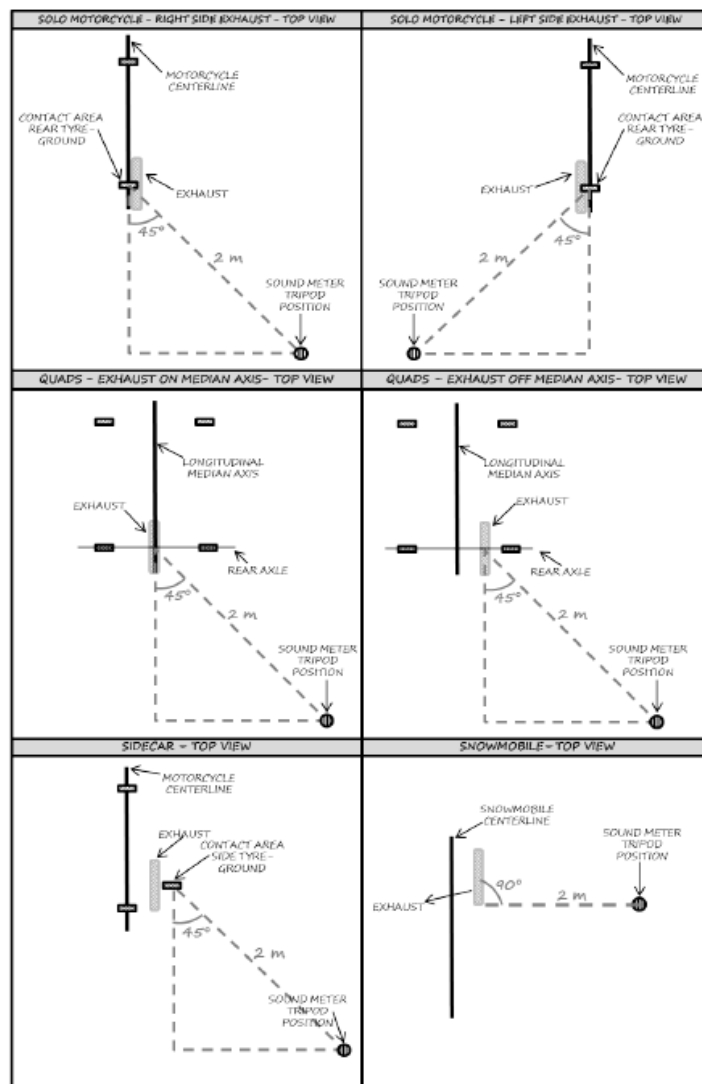 SOLO MOTORCYCLE - RIGHT SIDE EXHAUST - TOP VIEW
MOTORCYCLE
CENTERLINE
CONTACT AREA
REAR TYRE-
GROUND
EXHAUST
45°
2 m
SOUND METER
TRIPOD
POSITION
SOLO MOTORCYCLE - LEFT SIDE EXHAUST - TOP VIEW
MOTORCYCLE
CENTERLINE
CONTACT AREA
REAR TYRE-
GROUND
EXHAUST
45°
2 m
SOUND METER
TRIPOD
POSITION
QUADS - EXHAUST ON MEDIAN AXIS- TOP VIEW
LONGITUDINAL
MEDIAN AXIS
EXHAUST
REAR AXLE
45°
2 m
SOUND METER
TRIPOD
POSITION
QUADS - EXHAUST OFF MEDIAN AXIS- TOP VIEW
LONGITUDINAL
MEDIAN AXIS
EXHAUST
REAR AXLE
45°
2 m
SOUND METER
TRIPOD
POSITION
SIDECAR - TOP VIEW
MOTORCYCLE
CENTERLINE
EXHAUST
CONTACT AREA
SIDE TYRE-
GROUND
45°
2 m
SOUND METER
TRIPOD
POSITION
SNOWMOBILE-TOP VIEW
SNOWMOBILE
CENTERLINE
SOUND METER
TRIPOD
POSITION
90°
EXHAUST
2 m